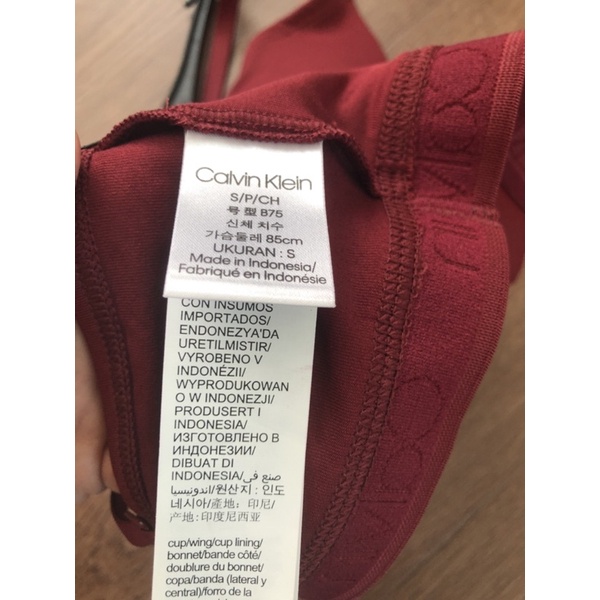 Calvin Klein
S/P/CH
号 型 B75
신체 치수
가슴둘레 85cm
UKURAN : S
Made in Indonesia/
Fabriqué en Indonésie
CON INSUMOS
IMPORTADOS/
ENDONEZYA'DA
URETILMISTIR/
VYROBENO V
INDONÉZII/
WYPRODUKOWAN
O W INDONEZJI/
PRODUSERT I
INDONESIA/
ИЗГОТОВЛЕНО В
ИНДОНЕЗИИ/
DIBUAT DI
INDONESIA/صنع في
اندونيسيا/원산지 : 인도
네시아/產地: 印尼/
产地: 印度尼西亚
cup/wing/cup lining/
bonnet/bande côté/
doublure du bonnet/
copa/banda (lateral y
central)/forro de la